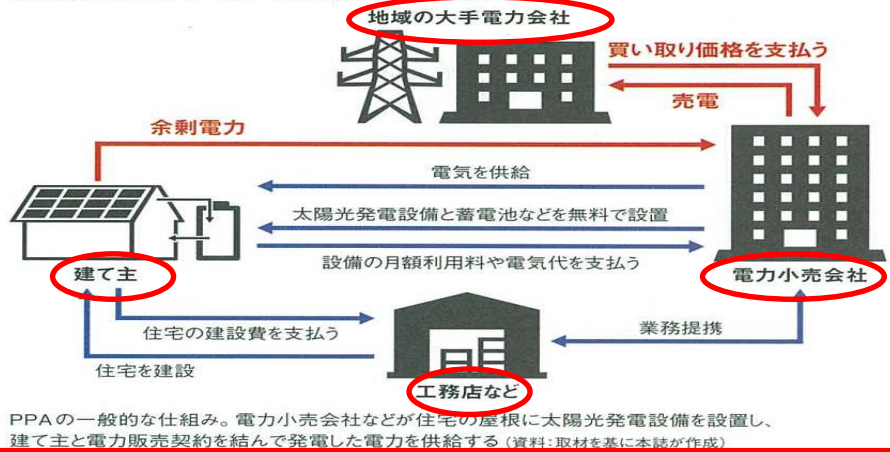 地域の大手電力会社
買い取り価格を支払う
売電
余剰電力
電気を供給
太陽光発電設備と蓄電池などを無料で設置
設備の月額利用料や電気代を支払う
建て主
電力小売会社
住宅の建設費を支払う
業務提携
住宅を建設
工務店など
PPAの一般的な仕組み。電力小売会社などが住宅の屋根に太陽光発電設備を設置し、
建て主と電力販売契約を結んで発電した電力を供給する（資料：取材を基に本誌が作成）